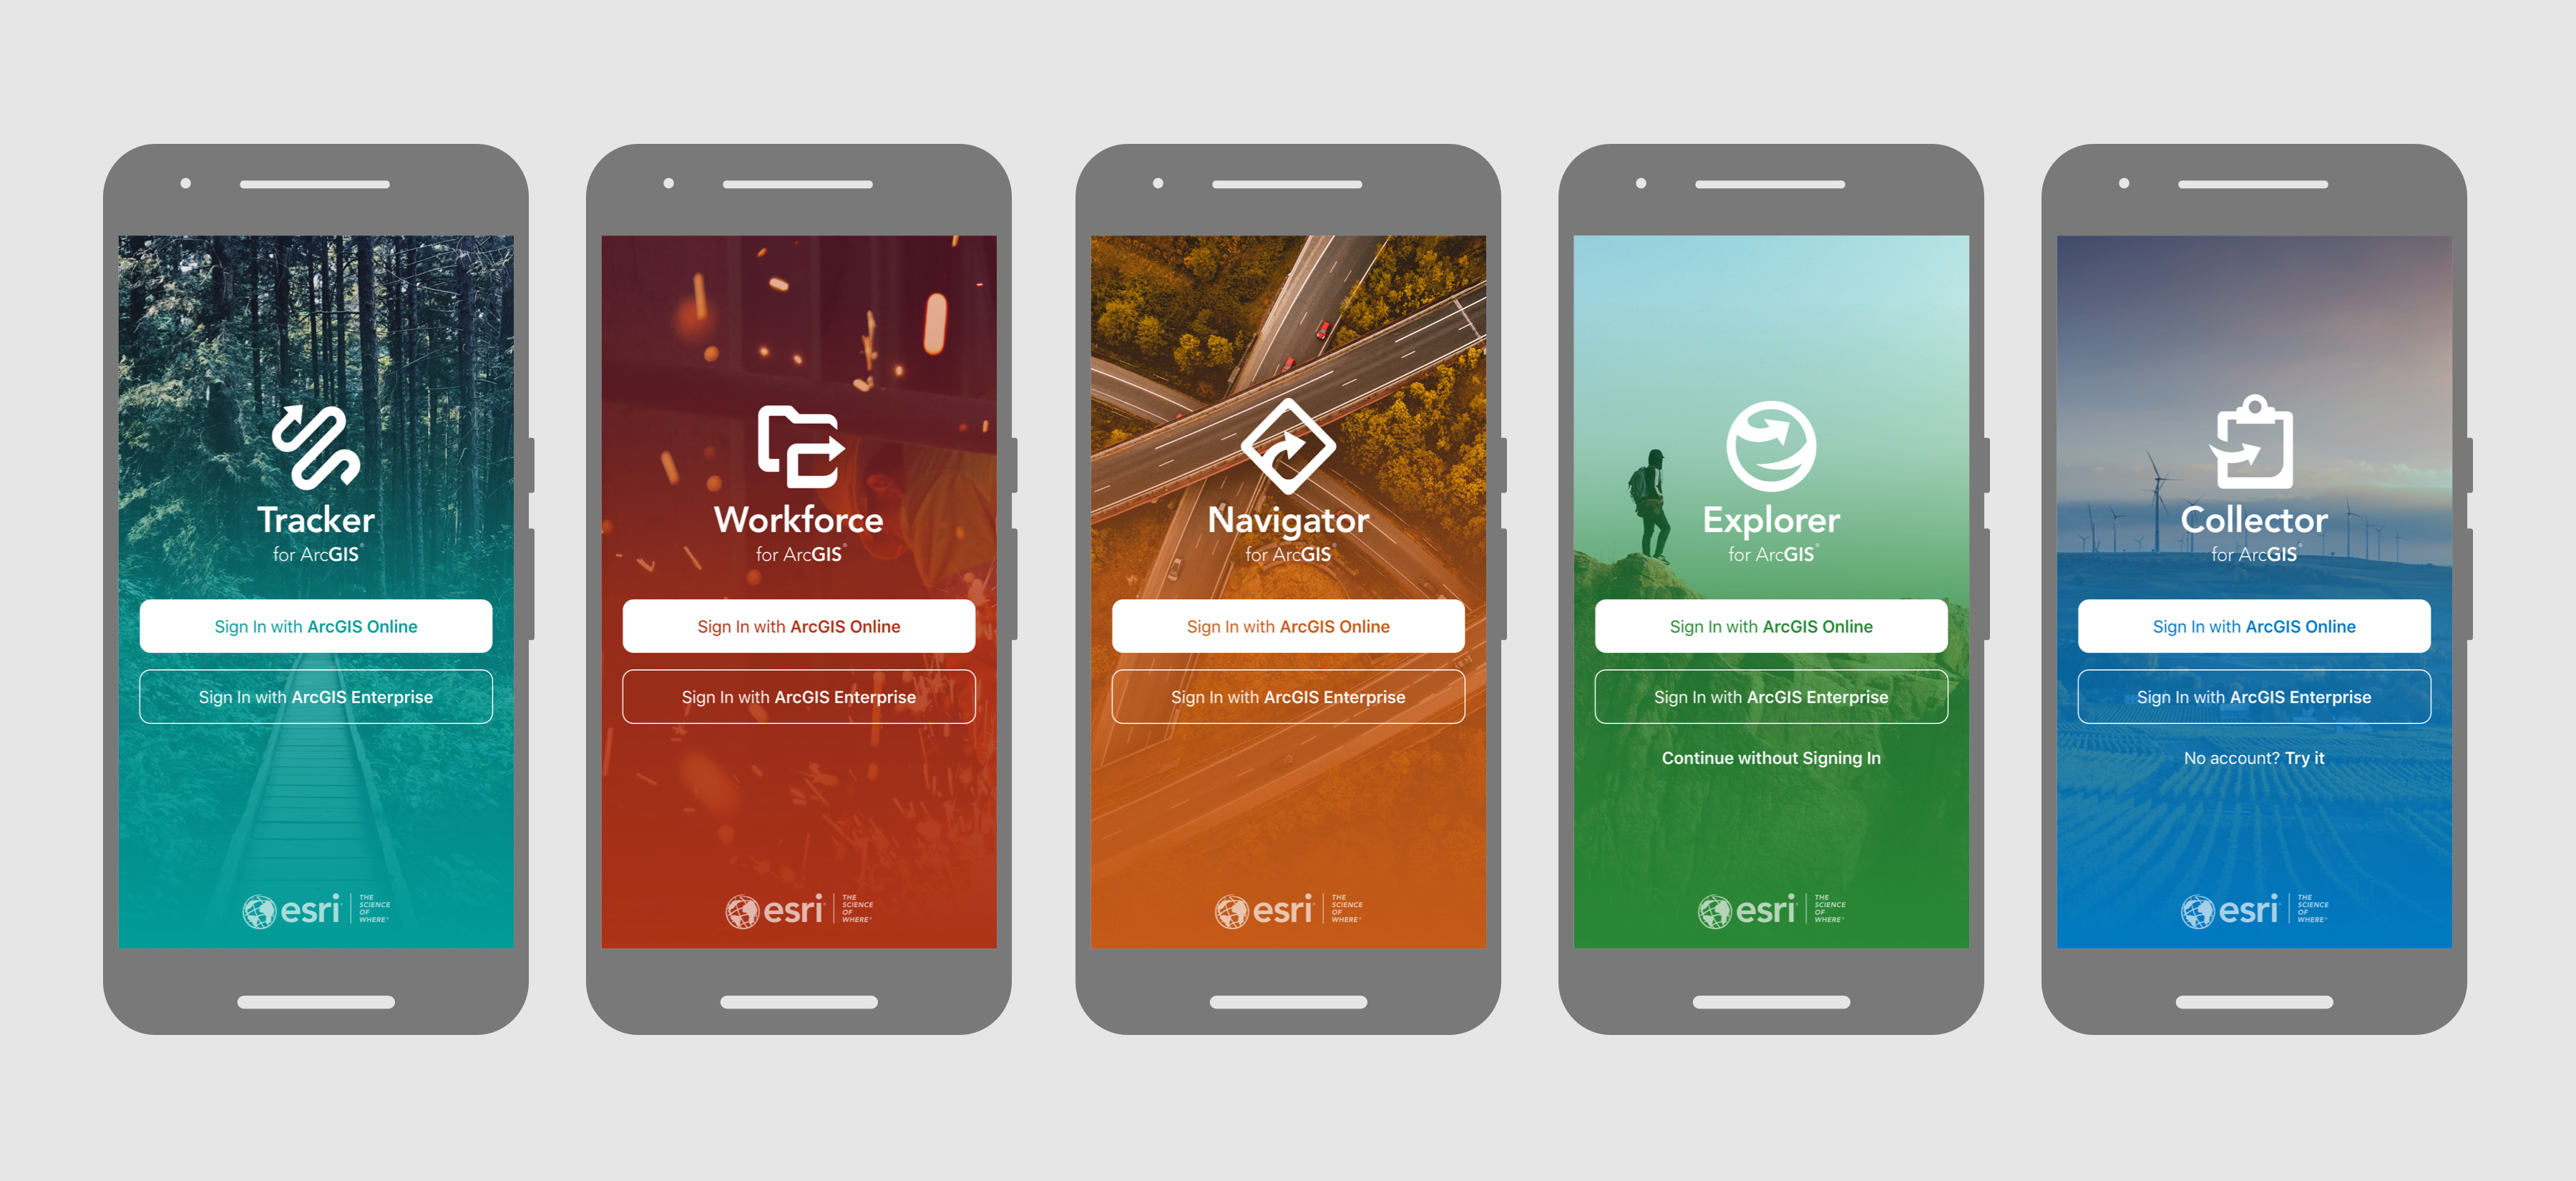 Tracker
for ArcGIS®
Sign In with ArcGIS Online
Sign In with ArcGIS Enterprise
esri®
THE
SCIENCE
OF
WHERE®
Workforce
for ArcGIS®
Sign In with ArcGIS Online
Sign In with ArcGIS Enterprise
esri®
THE
SCIENCE
OF
WHERE®
Navigator
for ArcGIS®
Sign In with ArcGIS Online
Sign In with ArcGIS Enterprise
esri®
THE
SCIENCE
OF
WHERE®
Explorer
for ArcGIS®
Sign In with ArcGIS Online
Sign In with ArcGIS Enterprise
Continue without Signing In
esri®
THE
SCIENCE
OF
WHERE®
Collector
for ArcGIS®
Sign In with ArcGIS Online
Sign In with ArcGIS Enterprise
No account? Try it
esri®
THE
SCIENCE
OF
WHERE®